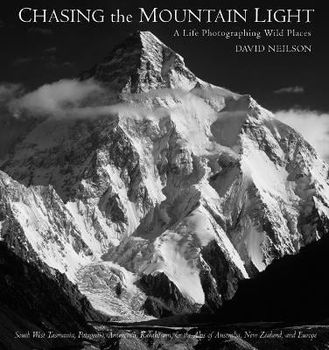 CHASING the MOUNTAIN LIGHT
A Life Photographing Wild Places
DAVID NEILSON
South West Tasmania, Patagonia, Antarctica, Karakoram, & the Alps of Australia, New Zealand, and Europe